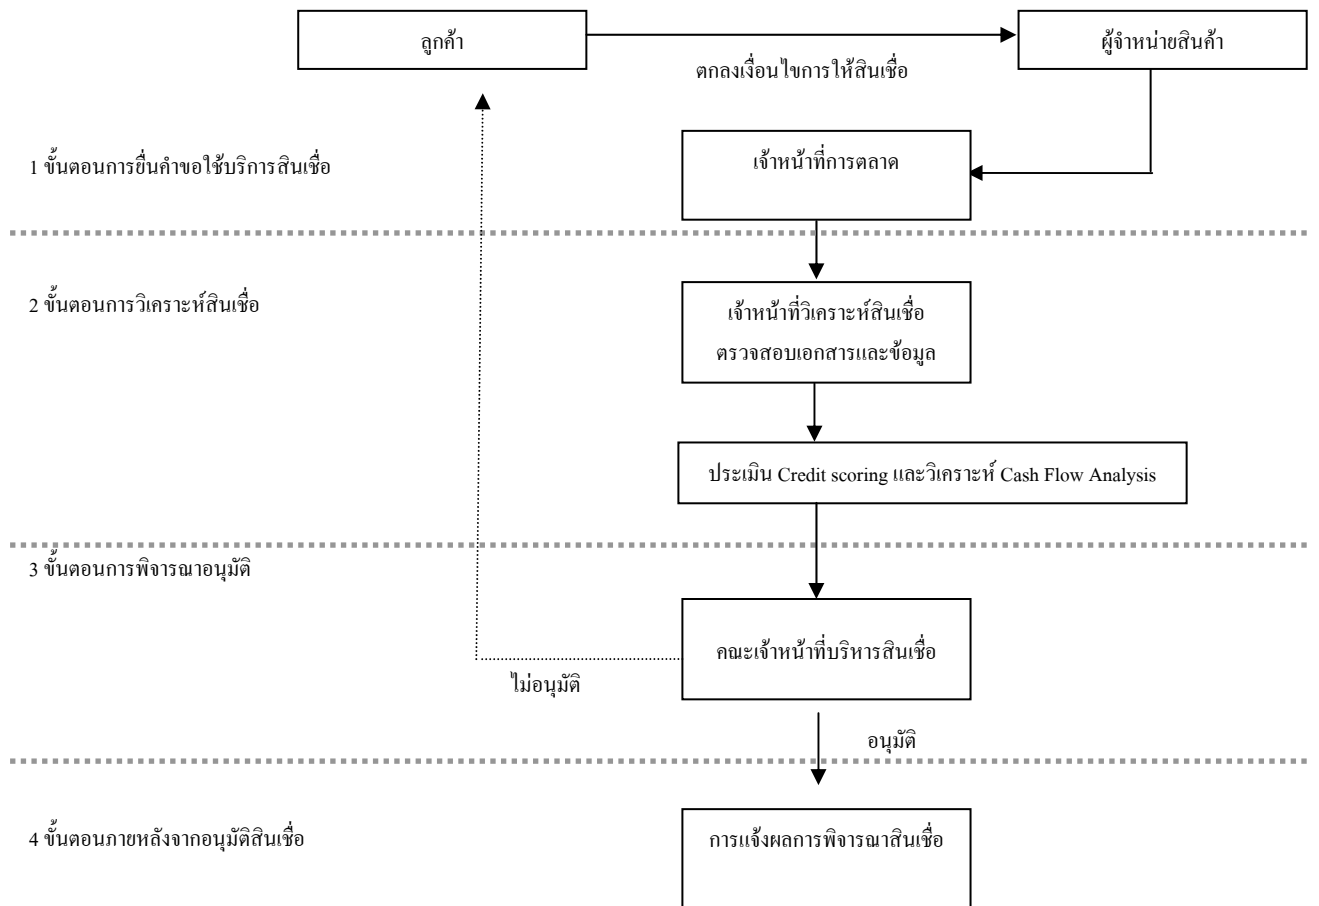 ลูกค้า
ผู้จำหน่ายสินค้า
ตกลงเงื่อนไขการให้สินเชื่อ
1 ขั้นตอนการยื่นคำขอใช้บริการสินเชื่อ
เจ้าหน้าที่การตลาด
2 ขั้นตอนการวิเคราะห์สินเชื่อ
เจ้าหน้าที่วิเคราะห์สินเชื่อ
ตรวจสอบเอกสารและข้อมูล
ประเมิน Credit scoring และวิเคราะห์ Cash Flow Analysis
3 ขั้นตอนการพิจารณาอนุมัติ
คณะเจ้าหน้าที่บริหารสินเชื่อ
ไม่อนุมัติ
อนุมัติ
4 ขั้นตอนภายหลังจากอนุมัติสินเชื่อ
การแจ้งผลการพิจารณาสินเชื่อ